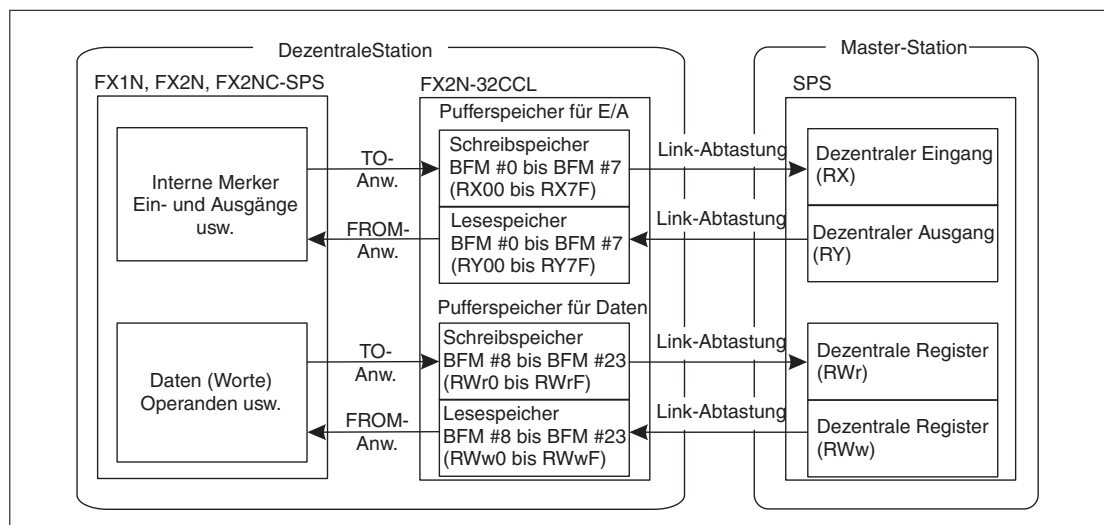 DezentraleStation
Master-Station
FX1N, FX2N, FX2NC-SPS
FX2N-32CCL
SPS
Pufferspeicher für E/A
Interne Merker
Ein- und Ausgänge
usw.
TO-
Anw.
FROM-
Anw.
Schreibspeicher
BFM #0 bis BFM #7
(RX00 bis RX7F)
Lesespeicher
BFM #0 bis BFM #7
(RY00 bis RY7F)
Link-Abtastung
Link-Abtastung
Dezentraler Eingang
(RX)
Dezentraler Ausgang
(RY)
Pufferspeicher für Daten
Daten (Worte)
Operanden usw.
TO-
Anw.
FROM-
Anw.
Schreibspeicher
BFM #8 bis BFM #23
(RWr0 bis RWrF)
Lesespeicher
BFM #8 bis BFM #23
(RWw0 bis RWwF)
Link-Abtastung
Link-Abtastung
Dezentrale Register
(RWr)
Dezentrale Register
(RWw)